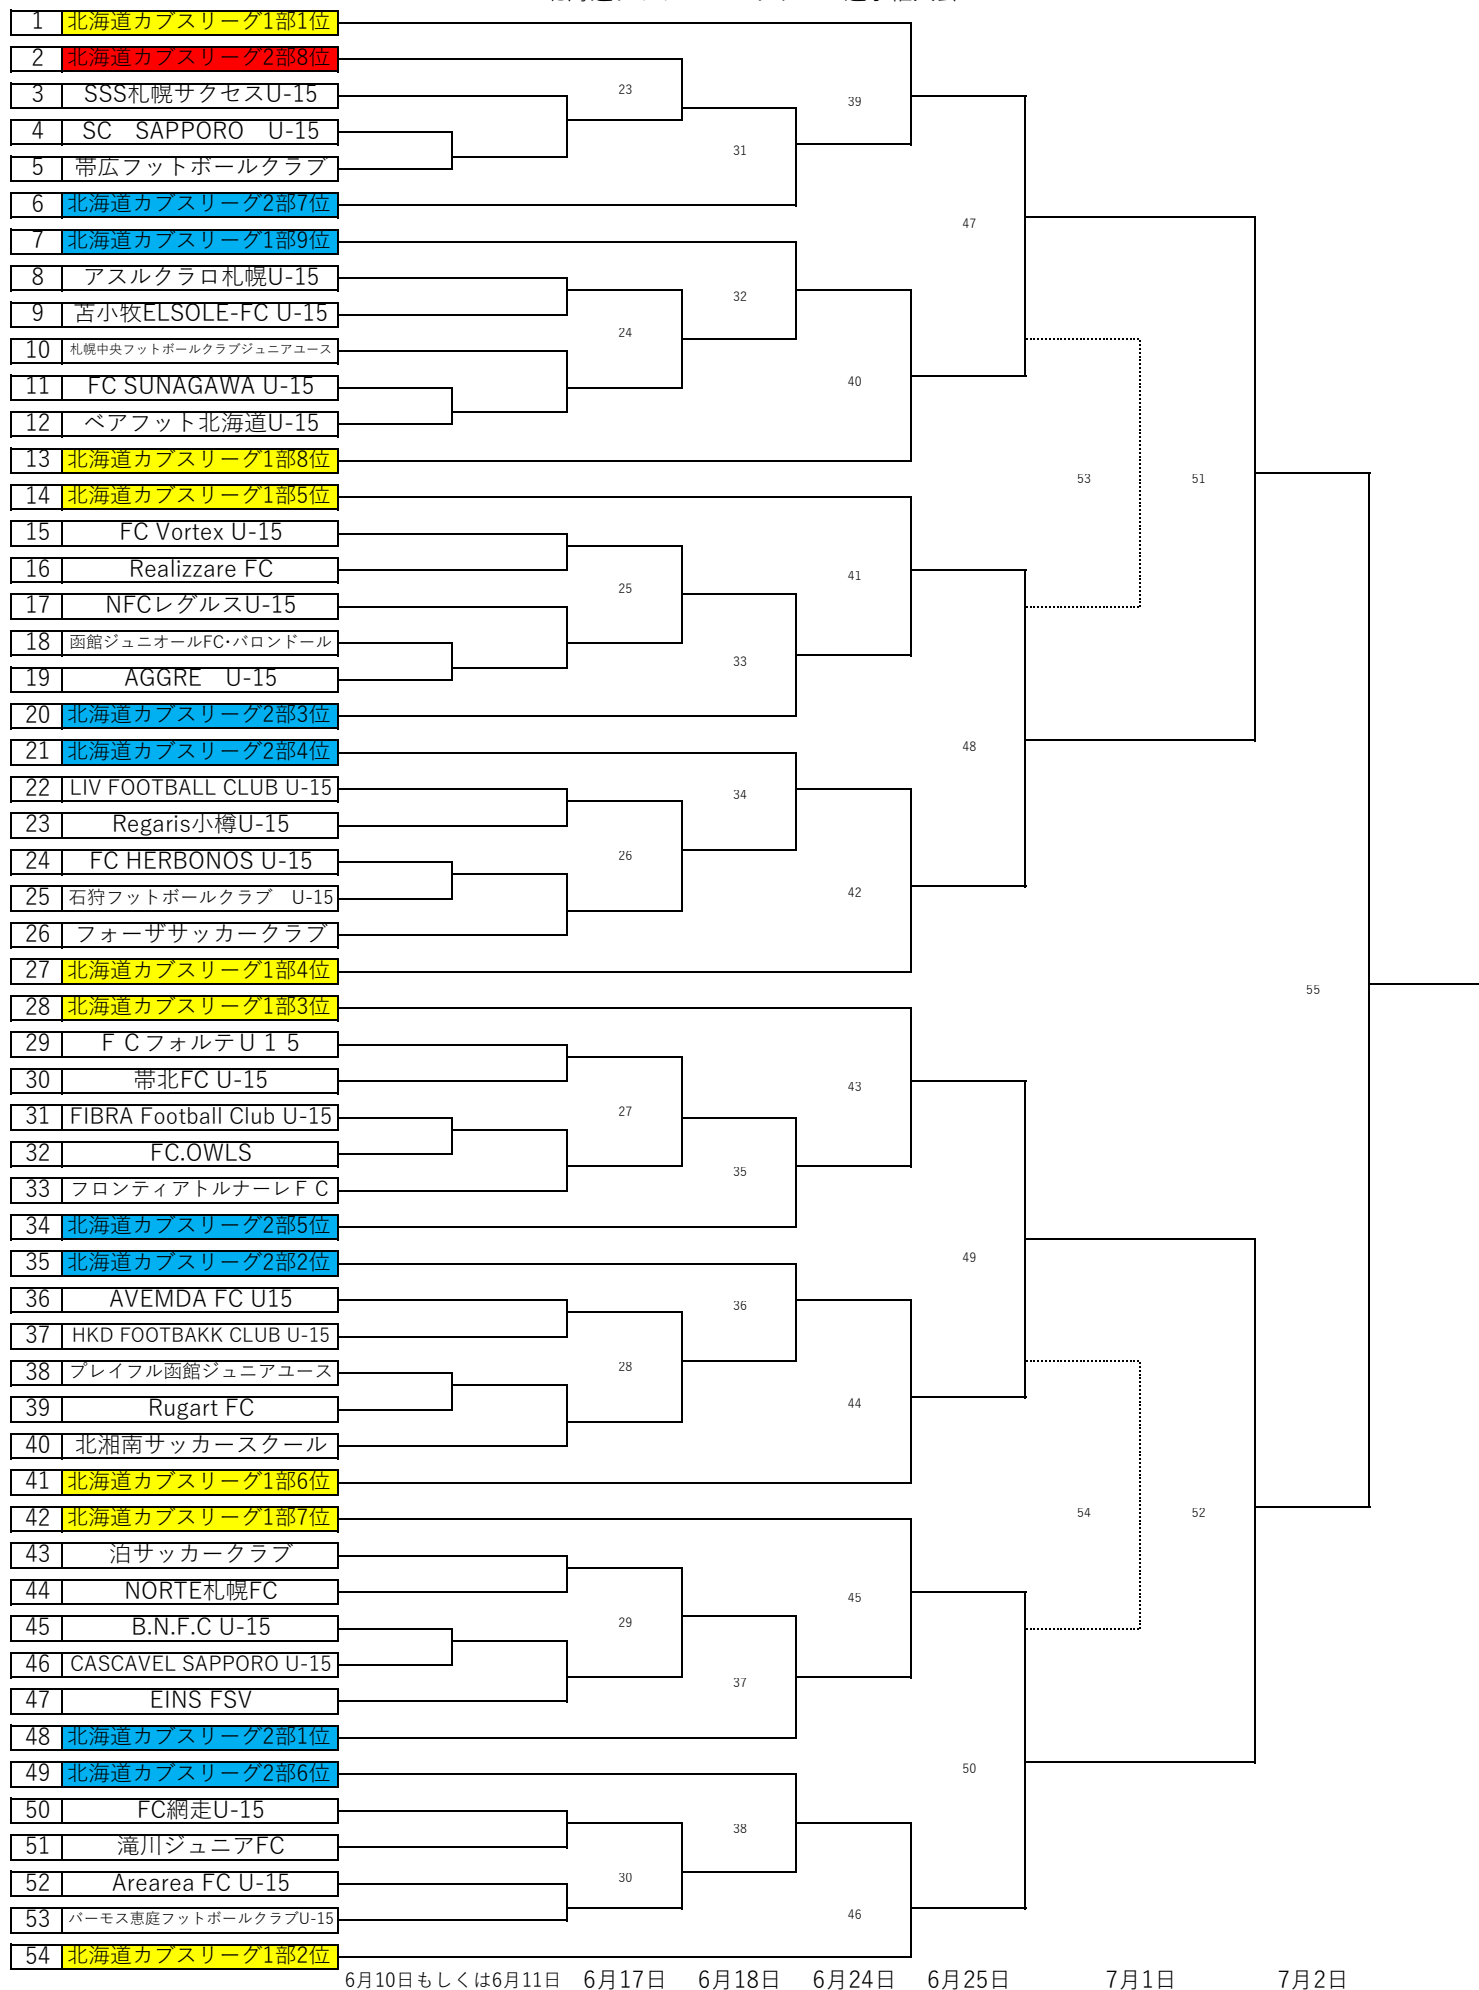 1 北海道カブスリーグ1部1位
2 北海道カブスリーグ2部8位
3 SSS札幌サクセスU-15
4 SC　SAPPORO　U-15
5 帯広フットボールクラブ
6 北海道カブスリーグ2部7位
7 北海道カブスリーグ1部9位
8 アスルクラロ札幌U-15
9 苫小牧ELSOLE-FC U-15
10 札幌中央フットボールクラブジュニアユース
11 FC SUNAGAWA U-15
12 ベアフット北海道U-15
13 北海道カブスリーグ1部8位
14 北海道カブスリーグ1部5位
15 FC Vortex U-15
16 Realizzare FC
17 NFCレグルスU-15
18 函館ジュニオールFC・バロンドール
19 AGGRE　U-15
20 北海道カブスリーグ2部3位
21 北海道カブスリーグ2部4位
22 LIV FOOTBALL CLUB U-15
23 Regaris小樽U-15
24 FC HERBONOS U-15
25 石狩フットボールクラブ　U-15
26 フォーザサッカークラブ
27 北海道カブスリーグ1部4位
28 北海道カブスリーグ1部3位
29 ＦＣフォルテＵ１５
30 帯北FC U-15
31 FIBRA Football Club U-15
32 FC.OWLS
33 フロンティアトルナーレＦＣ
34 北海道カブスリーグ2部5位
35 北海道カブスリーグ2部2位
36 AVEMDA FC U15
37 HKD FOOTBAKK CLUB U-15
38 プレイフル函館ジュニアユース
39 Rugart FC
40 北湘南サッカースクール
41 北海道カブスリーグ1部6位
42 北海道カブスリーグ1部7位
43 泊サッカークラブ
44 NORTE札幌FC
45 B.N.F.C U-15
46 CASCAVEL SAPPORO U-15
47 EINS FSV
48 北海道カブスリーグ2部1位
49 北海道カブスリーグ2部6位
50 FC網走U-15
51 滝川ジュニアFC
52 Arearea FC U-15
53 バーモス恵庭フットボールクラブU-15
54 北海道カブスリーグ1部2位
23
24
25
26
27
28
29
30
31
32
33
34
35
36
37
38
39
40
41
42
43
44
45
46
47
48
49
50
53
54
51
52
55
6月10日もしくは6月11日 6月17日 6月18日 6月24日 6月25日 7月1日 7月2日